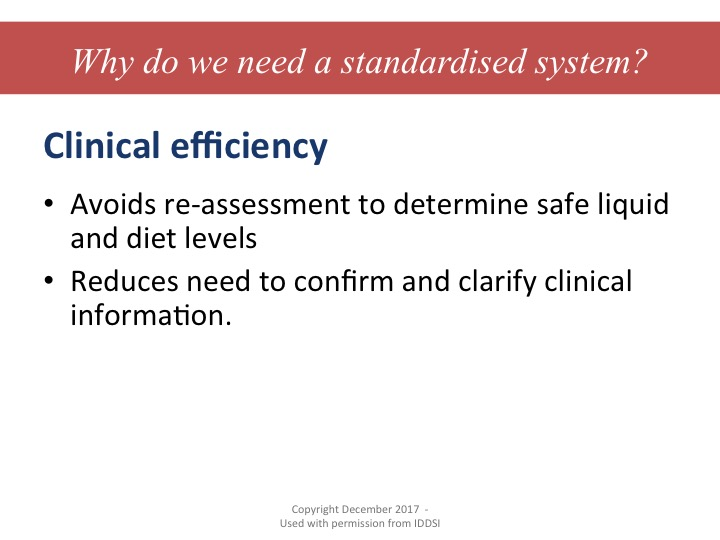 Why do we need a standardised system?
Clinical efficiency
• Avoids re-assessment to determine safe liquid
and diet levels
• Reduces need to confirm and clarify clinical
information.
Copyright December 2017 -
Used with permission from IDDSI